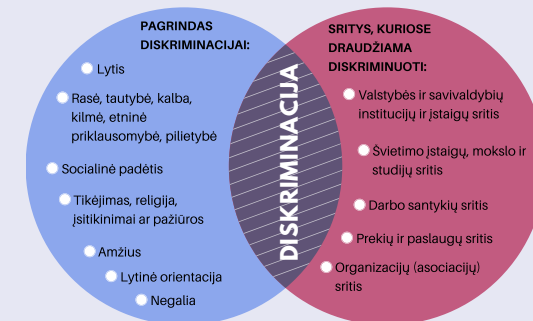 PAGRINDAS
DISKRIMINACIJAI:
Lytis
Rasė, tautybė, kalba,
kilmė, etninė
priklausomybė, pilietybė
Socialinė padėtis
Tikėjimas, religija,
įsitikinimai ar pažiūros
Amžius
Lytinė orientacija
Negalia
DISKRIMINACIJA
SRITYS, KURIOSE
DRAUDŽIAMA
DISKRIMINUOTI:
Valstybės ir savivaldybių
institucijų ir įstaigų sritis
Švietimo įstaigų, mokslo ir
studijų sritis
Darbo santykių sritis
Prekių ir paslaugų sritis
Organizacijų (asociacijų)
sritis